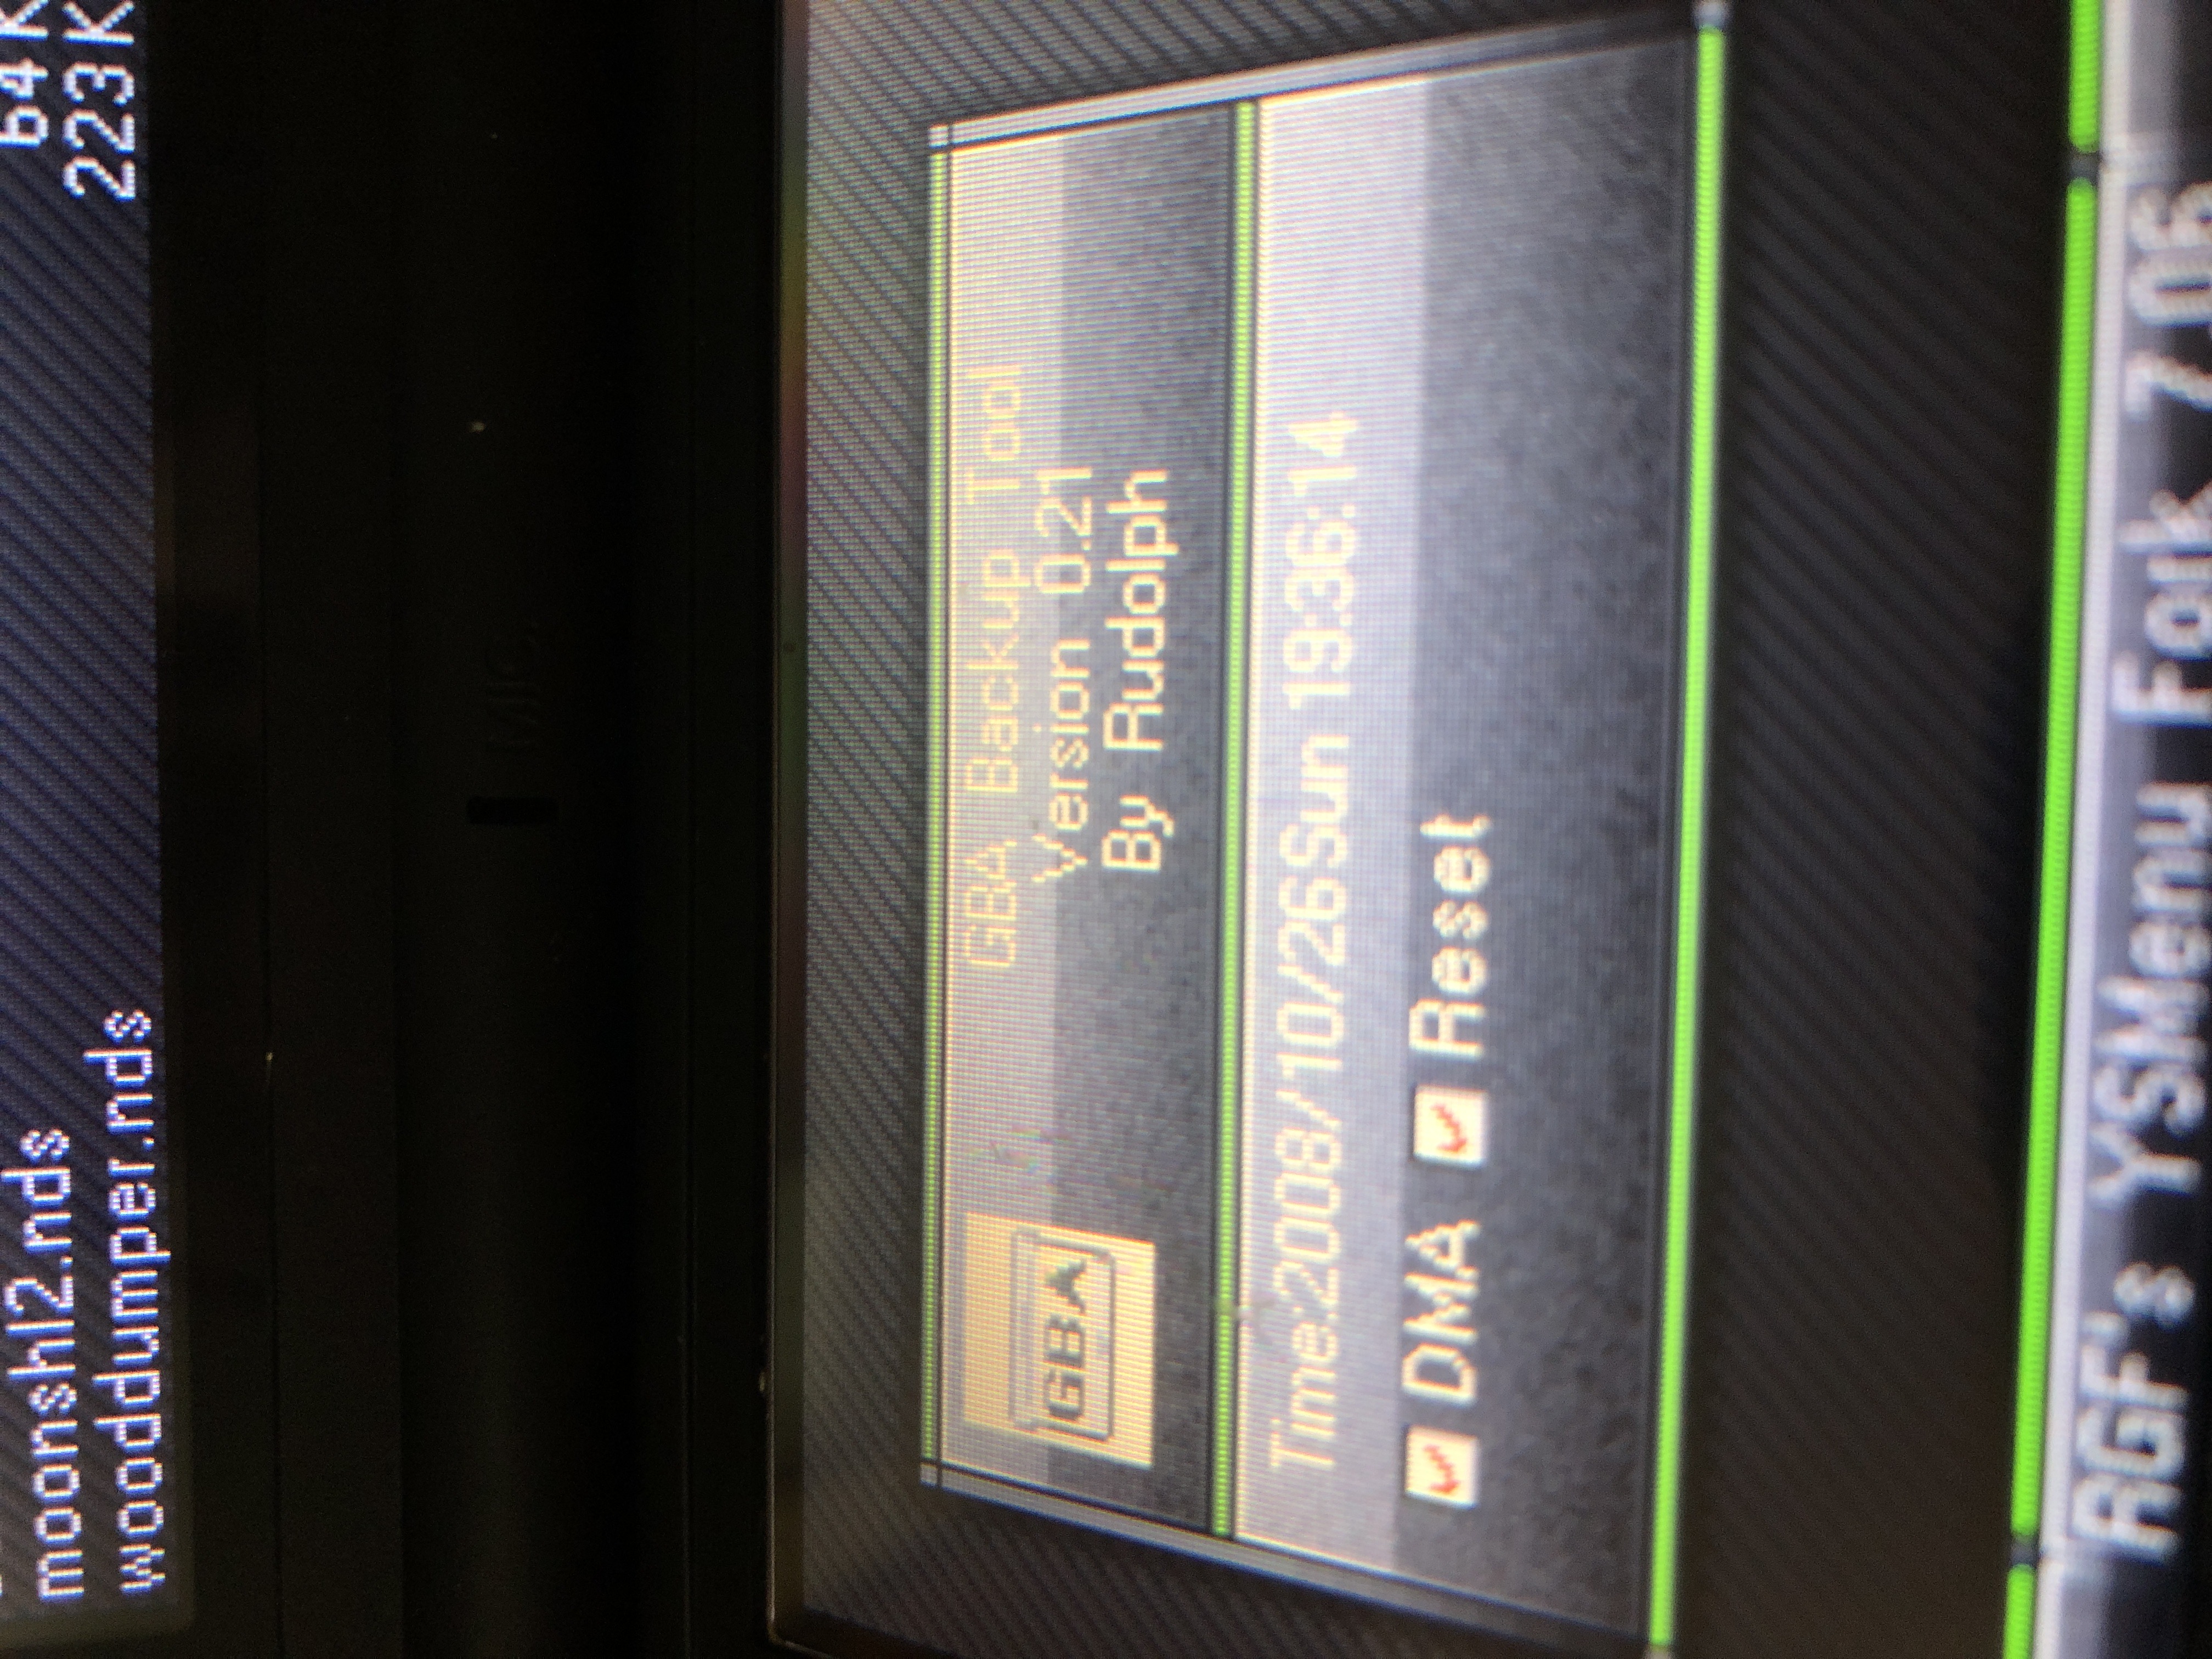 moonshl2.nds 64K
wooddumper.nds 223K
MIC.
GBA
GBA Backup Tool
Version 0.21
By Rudolph
Time:2008/10/26Sun 19:36:14
DMA Reset
RGF's YSMenu Fork 7.06